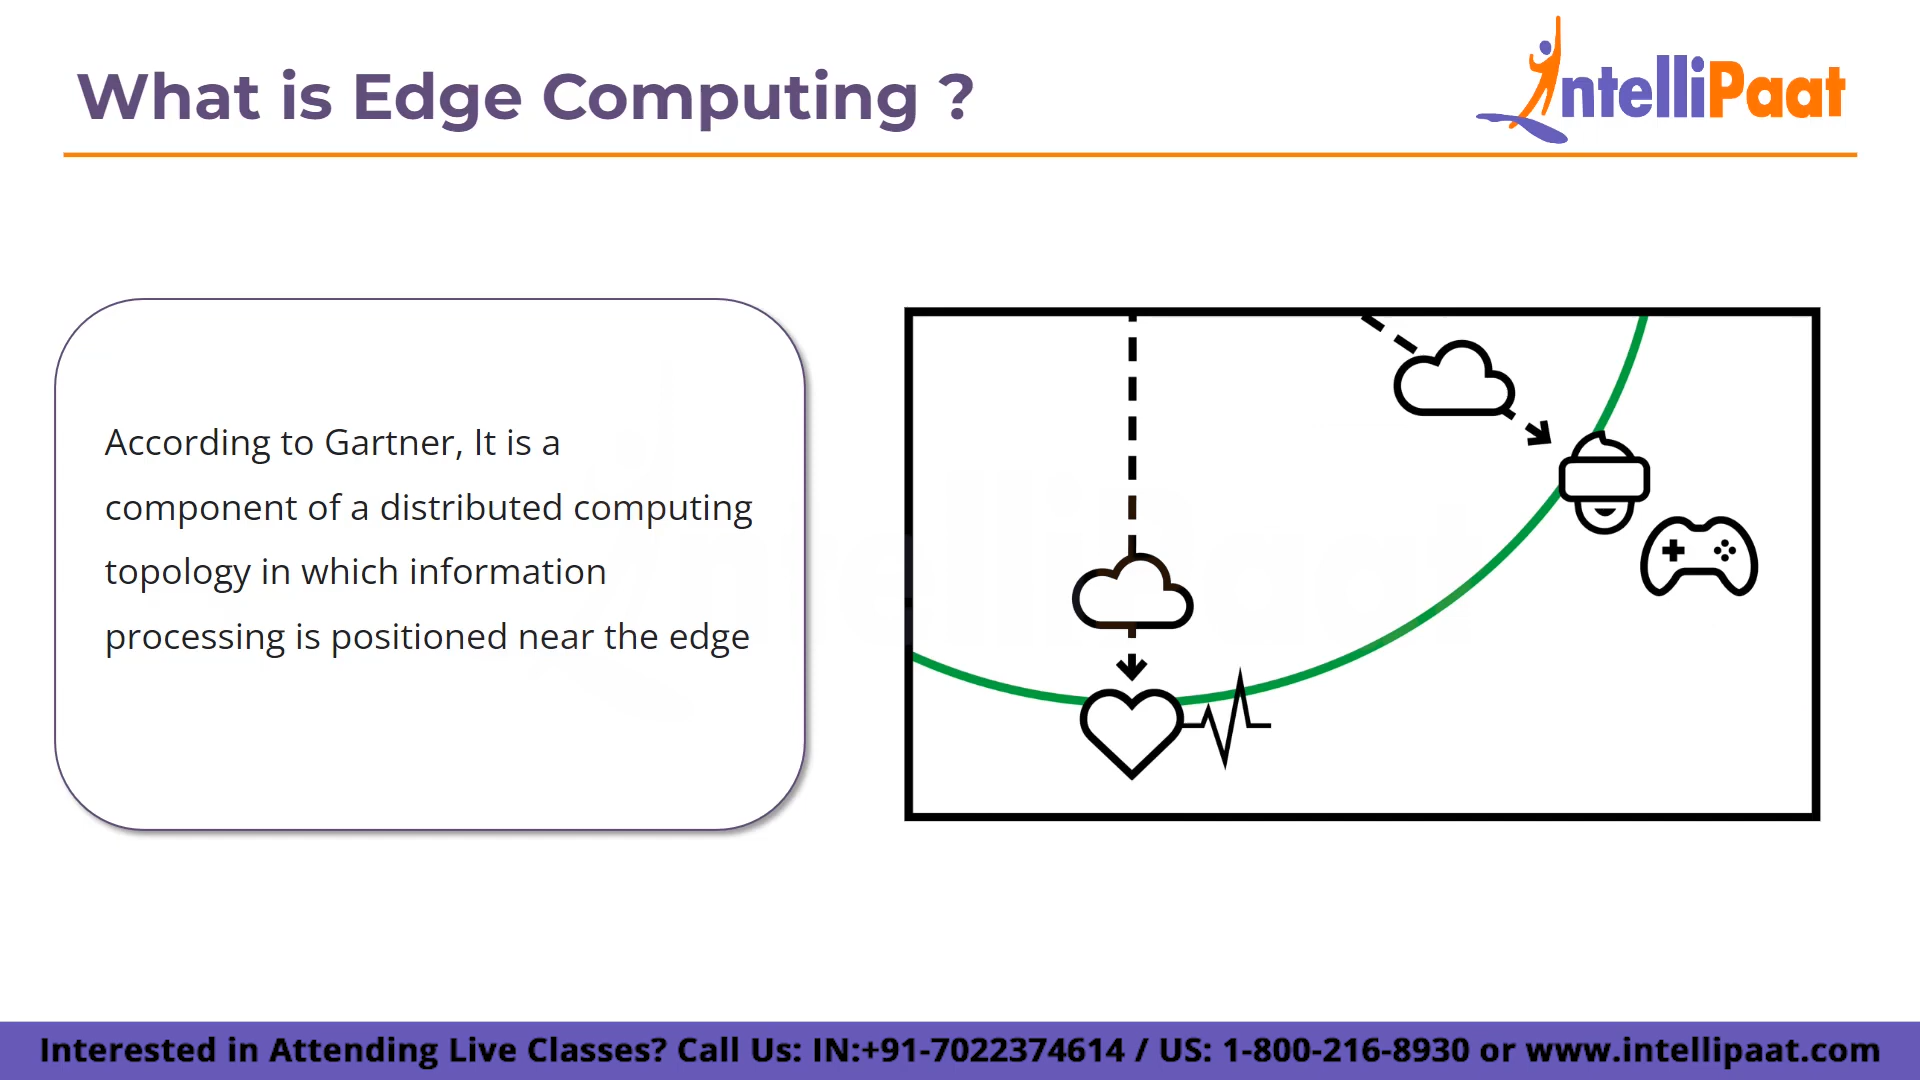 What is Edge Computing ?
IntelliPaat
According to Gartner, It is a
component of a distributed computing
topology in which information
processing is positioned near the edge
Interested in Attending Live Classes? Call Us: IN:+91-7022374614 / US: 1-800-216-8930 or www.intellipaat.com